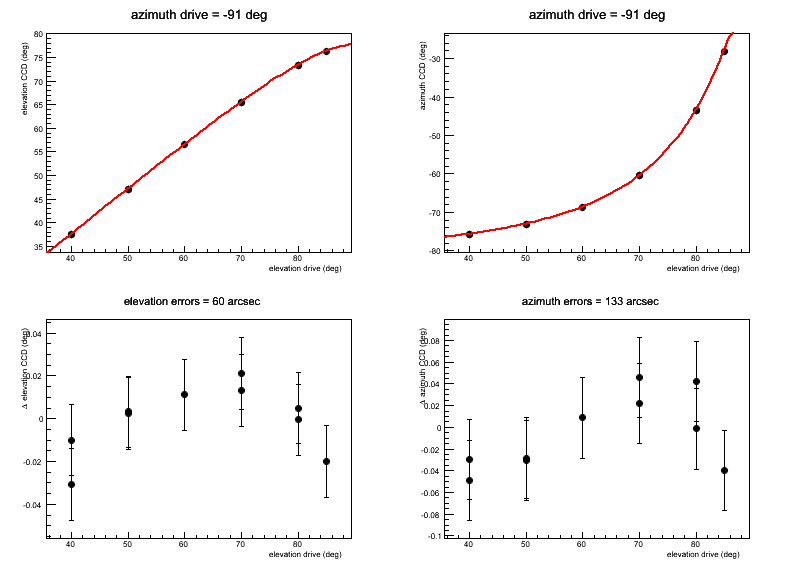 azimuth drive = -91 deg
elevation CCD (deg)
80
75
70
65
60
55
50
45
40
35
40 50 60 70 80
elevation drive (deg)
azimuth drive = -91 deg
azimuth CCD (deg)
-30
-40
-50
-60
-70
-80
40 50 60 70 80
elevation drive (deg)
elevation errors = 60 arcsec
Δ elevation CCD (deg)
0.04
0.02
0
-0.02
-0.04
40 50 60 70 80
elevation drive (deg)
azimuth errors = 133 arcsec
Δ azimuth CCD (deg)
0.08
0.06
0.04
0.02
0
-0.02
-0.04
-0.06
-0.08
-0.1
40 50 60 70 80
elevation drive (deg)